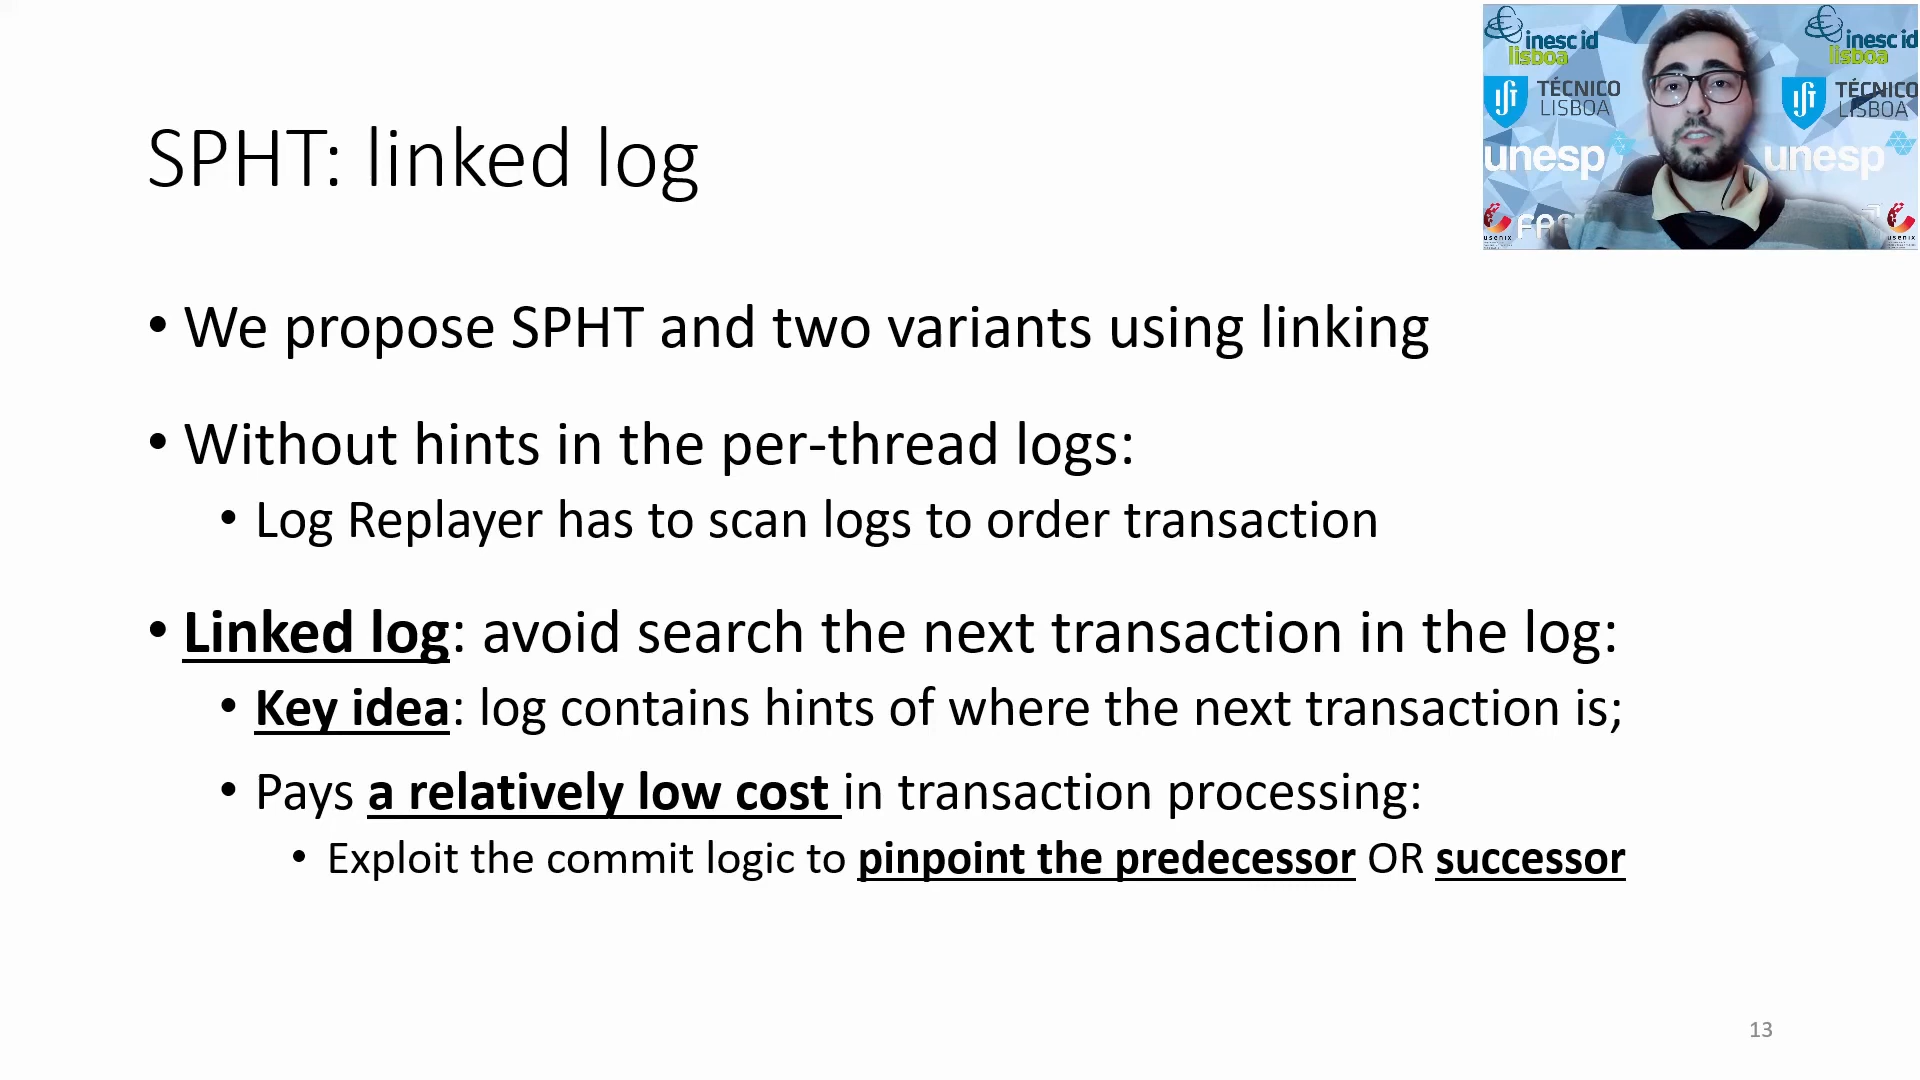 SPHT: linked log
• We propose SPHT and two variants using linking
• Without hints in the per-thread logs:
• Log Replayer has to scan logs to order transaction
• Linked log: avoid search the next transaction in the log:
• Key idea: log contains hints of where the next transaction is;
• Pays a relatively low cost in transaction processing:
• Exploit the commit logic to pinpoint the predecessor OR successor
13
inesc id
lisboa
TÉCNICO
LISBOA
unesp
usenix
inesc id
lisboa
TÉCNICO
LISBOA
unesp
usenix